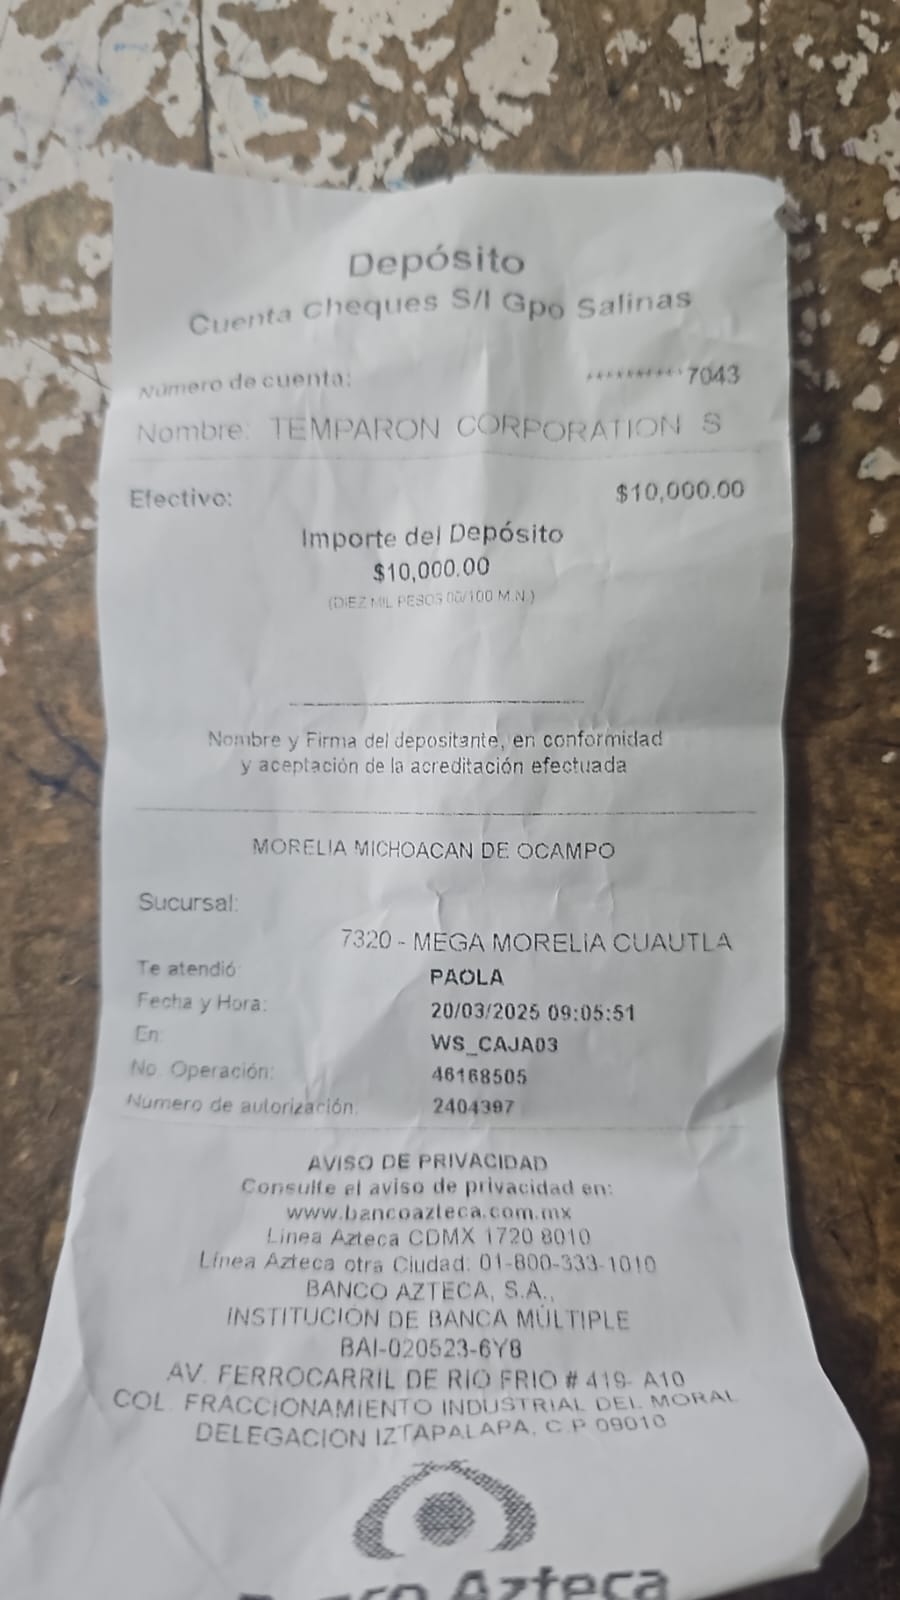 Depósito
Cuenta Cheques S/I Gpo Salinas
Número de cuenta: **********7043
Nombre: TEMPARON CORPORATION S
Efectivo: $10,000.00
Importe del Depósito
$10,000.00
(DIEZ MIL PESOS 00/100 M.N.)
Nombre y Firma del depositante, en conformidad
y aceptación de la acreditación efectuada
MORELIA MICHOACAN DE OCAMPO
Sucursal:
7320 - MEGA MORELIA CUAUTLA
Te atendió: PAOLA
Fecha y Hora: 20/03/2025 09:05:51
En: WS_CAJA03
No. Operación: 46168505
Numero de autorización: 2404397
AVISO DE PRIVACIDAD
Consulte el aviso de privacidad en:
www.bancoazteca.com.mx
Linea Azteca CDMX 1720 8010
Línea Azteca otra Ciudad: 01-800-333-1010
BANCO AZTECA, S.A.,
INSTITUCIÓN DE BANCA MÚLTIPLE
BAI-020523-6Y8
AV. FERROCARRIL DE RIO FRIO # 419- A10
COL. FRACCIONAMIENTO INDUSTRIAL DEL MORAL
DELEGACION IZTAPALAPA, C.P 09010
Banco Azteca